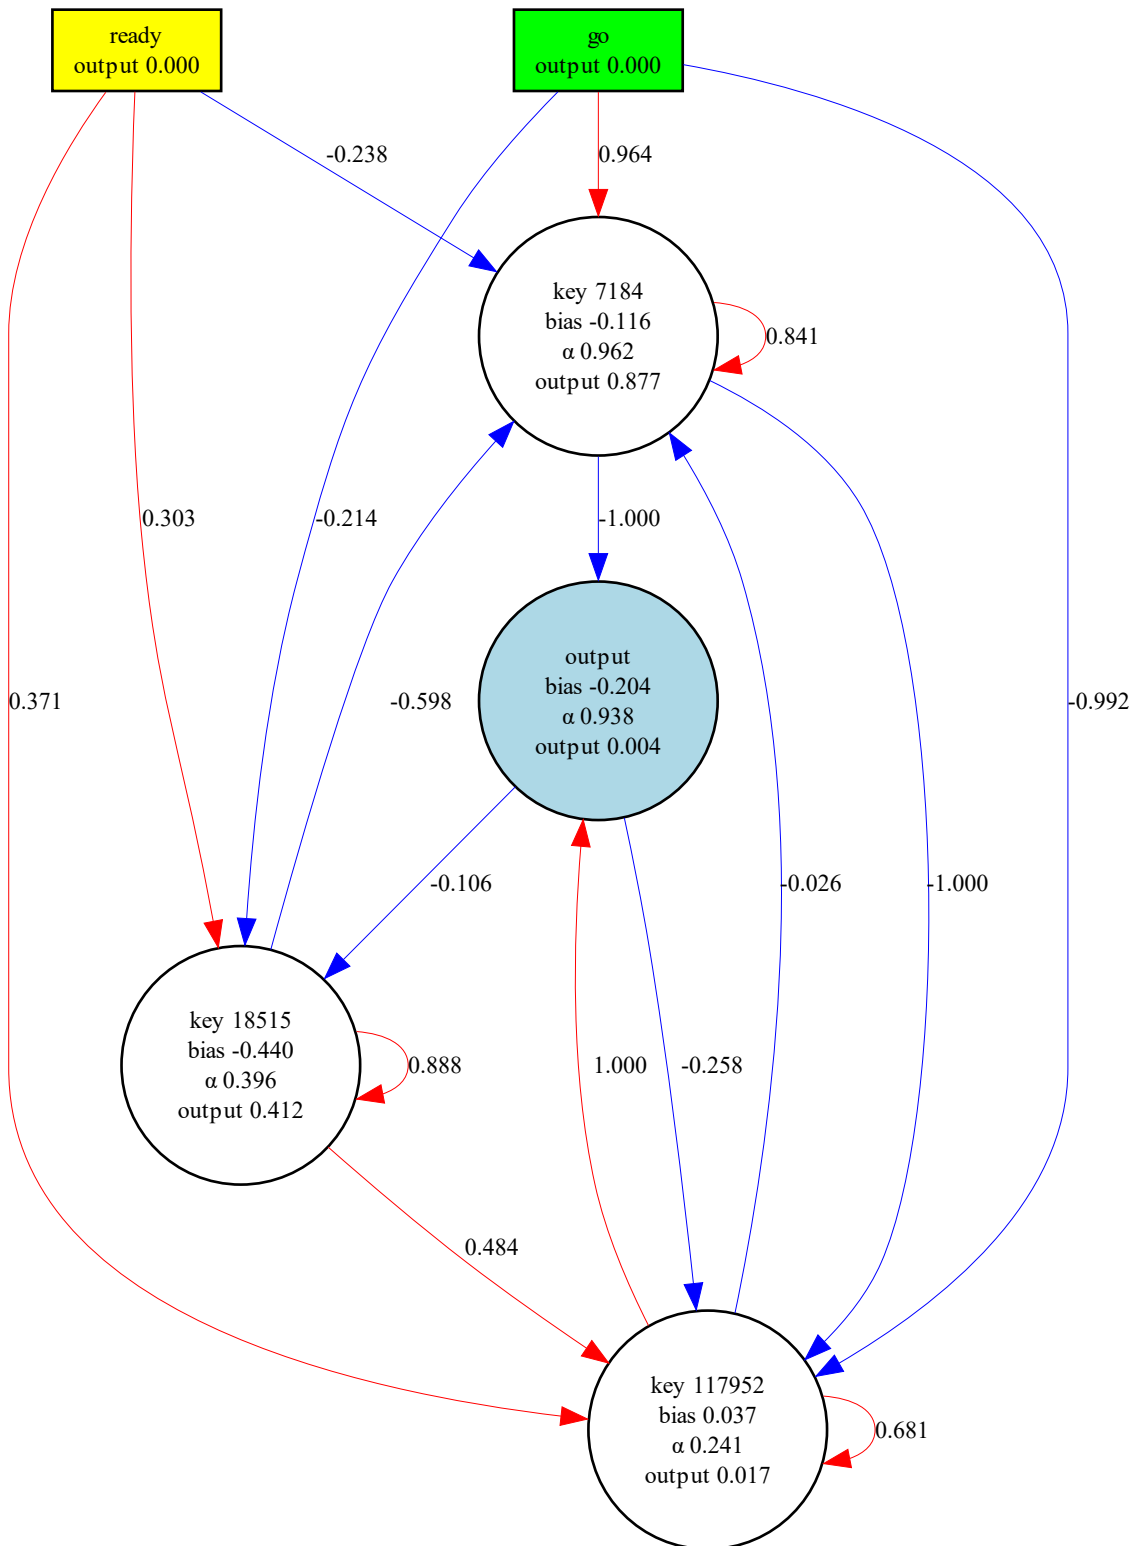 ready
output 0.000
go
output 0.000
-0.238
0.964
key 7184
bias -0.116
α 0.962
output 0.877
0.841
0.303
-0.214
-1.000
output
bias -0.204
α 0.938
output 0.004
0.371
-0.598
-0.992
-0.106
-0.026
-1.000
key 18515
bias -0.440
α 0.396
output 0.412
0.888
1.000
-0.258
0.484
key 117952
bias 0.037
α 0.241
output 0.017
0.681